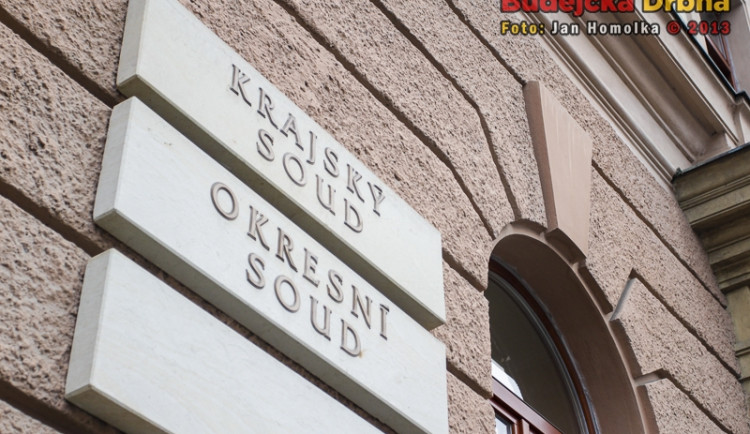 Budějcká Drbna
Foto: Jan Homolka © 2013
KRAJSKÝ
SOUD
OKRESNÍ
SOUD